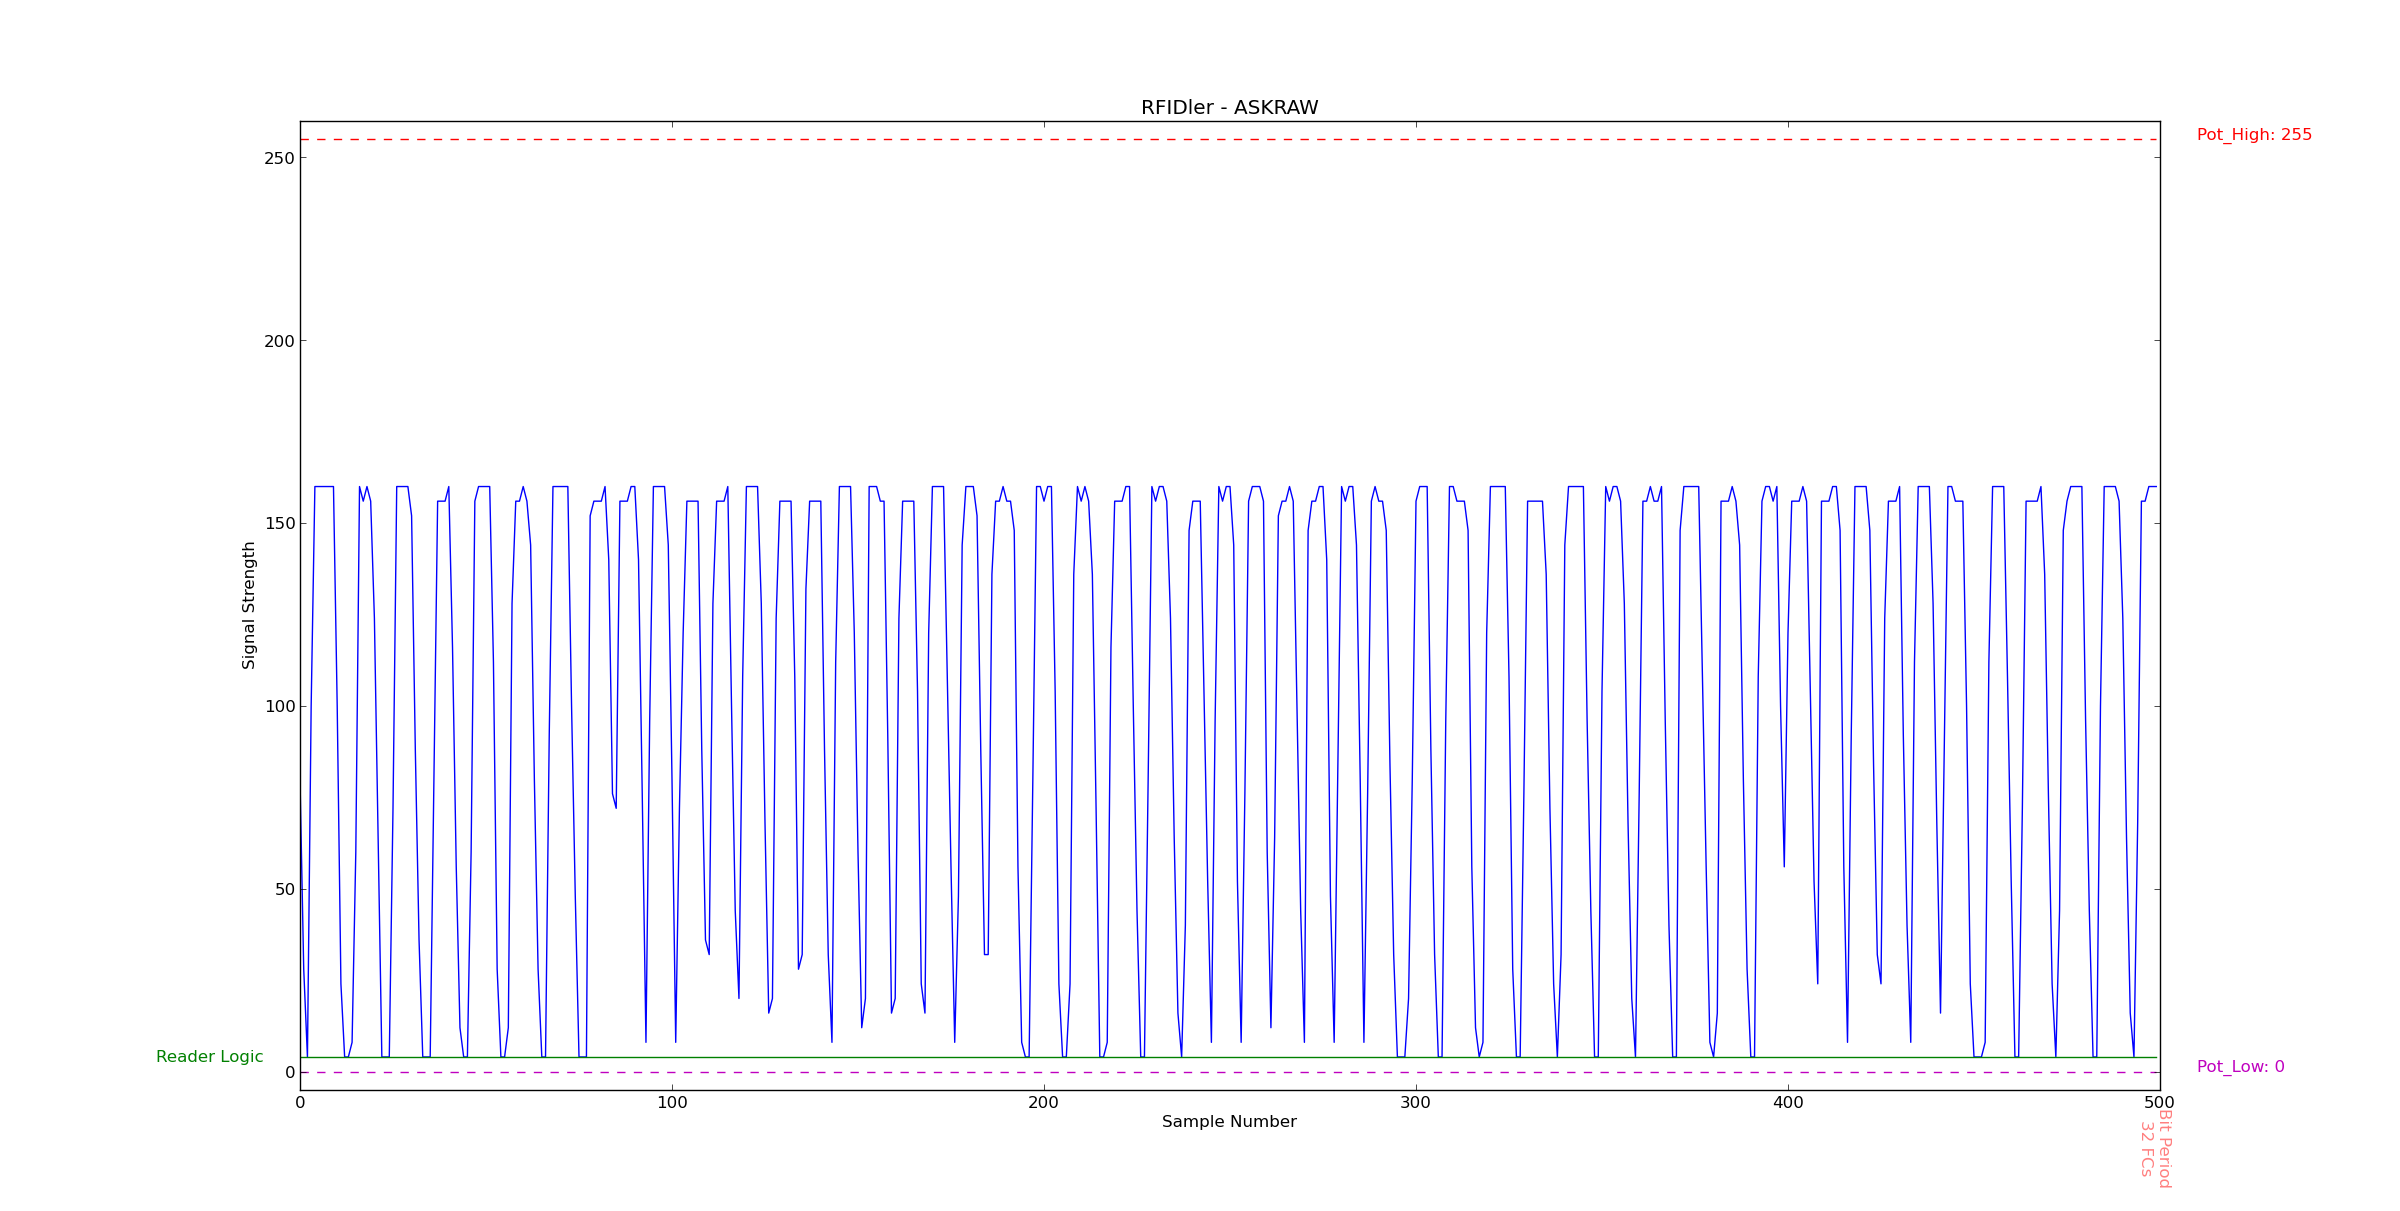 RFIDler - ASKRAW
Pot_High: 255
250
200
150
100
50
0
Signal Strength
Reader Logic
Pot_Low: 0
0
100
200
300
400
500
Sample Number
Bit Period
32 FCs